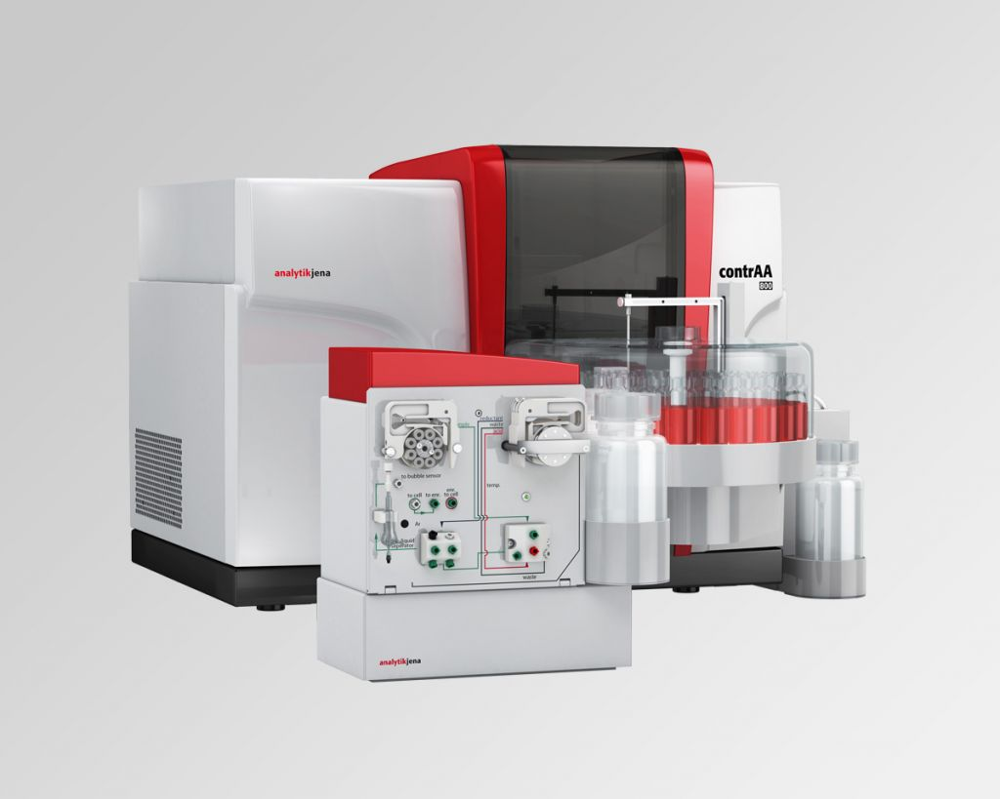 analytikjena
contrAA
800
reductant
waste
acid
to bubble sensor
temp.
to cell
to enr.
enr.
to cell
Ar
waste
analytikjena